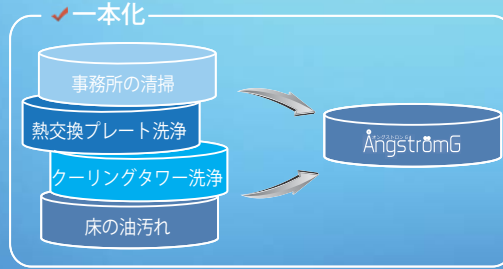 一本化
事務所の清掃
熱交換プレート洗浄
クーリングタワー洗浄
床の油汚れ
オングストロムG
ÅngströmG